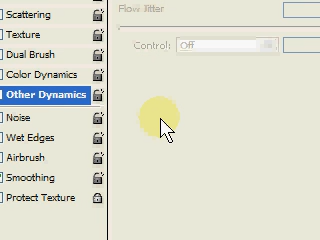 Scattering
Texture
Dual Brush
Color Dynamics
Other Dynamics
Noise
Wet Edges
Airbrush
Smoothing
Protect Texture
Flow Jitter
Control: Off